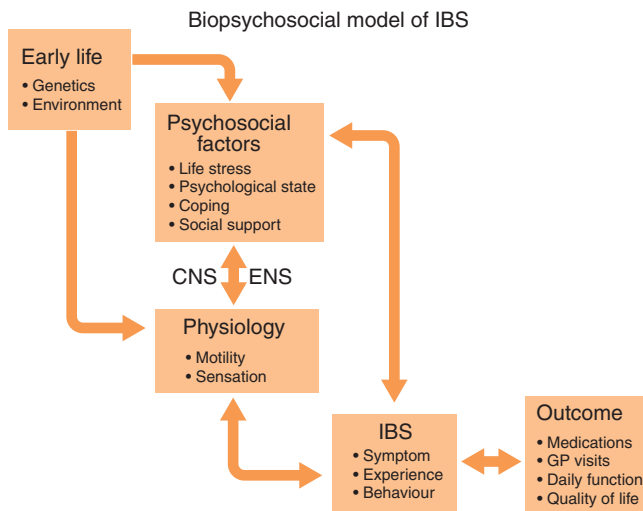 Biopsychosocial model of IBS
Early life
• Genetics
• Environment
Psychosocial
factors
• Life stress
• Psychological state
• Coping
• Social support
CNS ENS
Physiology
• Motility
• Sensation
IBS
• Symptom
• Experience
• Behaviour
Outcome
• Medications
• GP visits
• Daily function
• Quality of life